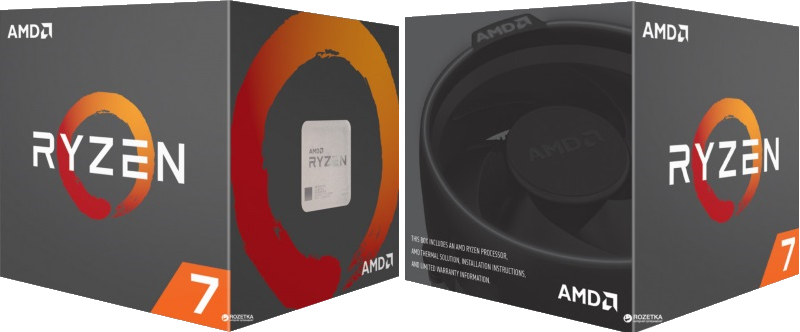 AMD
RYZEN
7
AMD
RYZEN
AMD
ROZETKA
AMD
AMD
THIS BOX INCLUDES AN AMD RYZEN PROCESSOR,
AMD THERMAL SOLUTION, INSTALLATION INSTRUCTIONS,
AND LIMITED WARRANTY INFORMATION.
AMD
AMD
RYZEN
7
ROZETKA